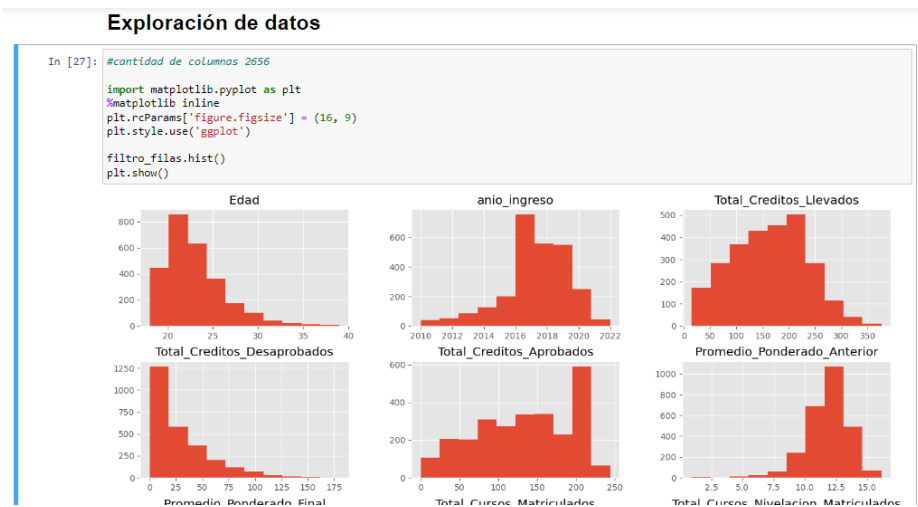 Exploración de datos
In [27]: #cantidad de columnas 2656
import matplotlib.pyplot as plt
%matplotlib inline
plt.rcParams['figure.figsize'] = (16, 9)
plt.style.use('ggplot')
filtro_filas.hist()
plt.show()
Edad
anio_ingreso
Total_Creditos_Llevados
800
600
400
200
0
20 25 30 35 40
600
400
200
0
2010 2012 2014 2016 2018 2020 2022
500
400
300
200
100
0
0 50 100 150 200 250 300 350
Total_Creditos_Desaprobados
Total_Creditos_Aprobados
Promedio_Ponderado_Anterior
1250
1000
750
500
250
0
0 25 50 75 100 125 150 175
600
400
200
0
0 50 100 150 200 250
1000
800
600
400
200
0
2.5 5.0 7.5 10.0 12.5 15.0
Promedio_Ponderado_Final
Total_Cursos_Matriculados
Total_Cursos_Nivelacion_Matriculados